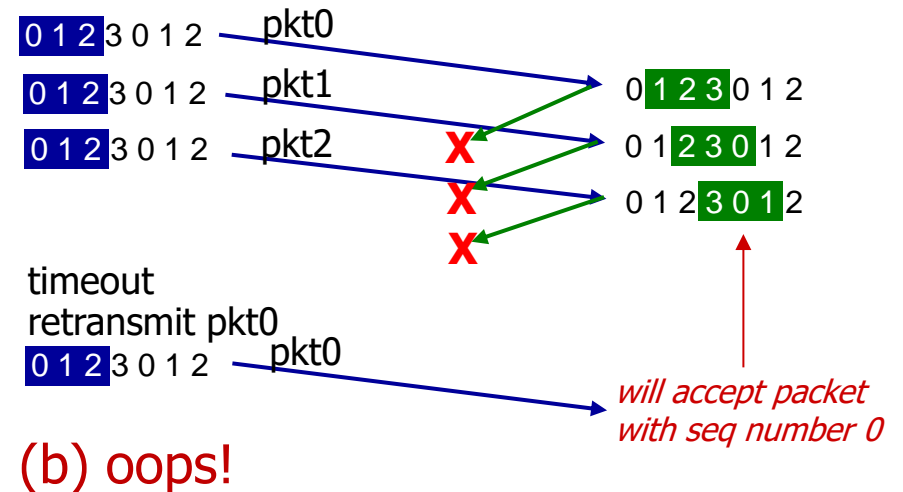 0 1 2 3 0 1 2
pkt0
0 1 2 3 0 1 2
0 1 2 3 0 1 2
pkt1
X
0 1 2 3 0 1 2
0 1 2 3 0 1 2
pkt2
X
0 1 2 3 0 1 2
X
timeout
retransmit pkt0
0 1 2 3 0 1 2
pkt0
will accept packet
with seq number 0
(b) oops!